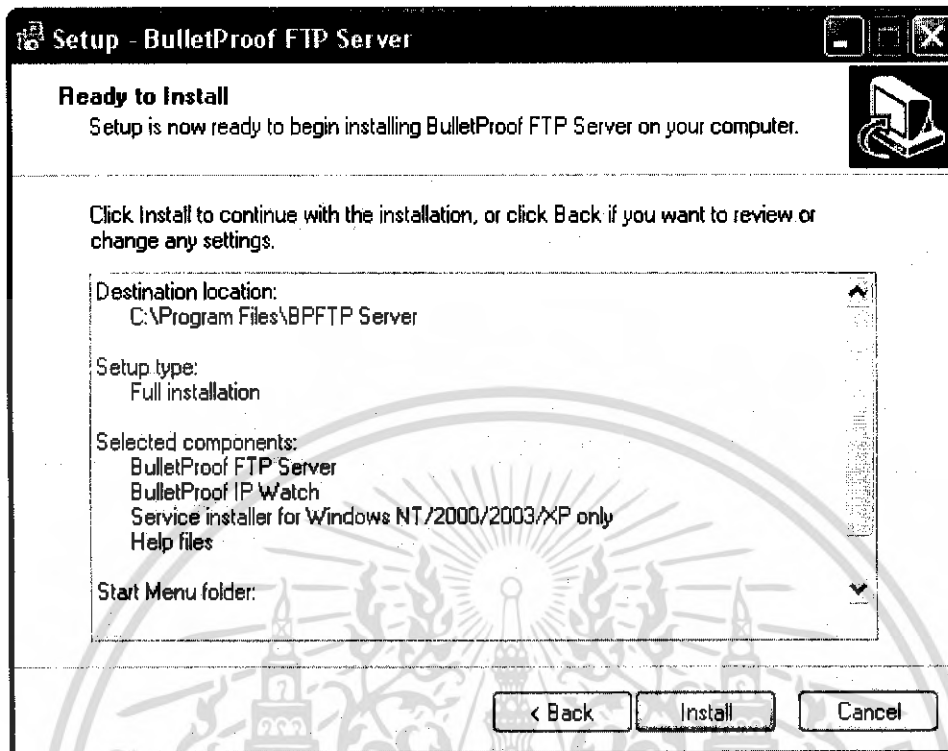 Setup - BulletProof FTP Server
Ready to Install
Setup is now ready to begin installing BulletProof FTP Server on your computer.
Click Install to continue with the installation, or click Back if you want to review or
change any settings.
Destination location:
C:\Program Files\BPFTP Server
Setup type:
Full installation
Selected components:
BulletProof FTP Server
BulletProof IP Watch
Service installer for Windows NT/2000/2003/XP only
Help files
Start Menu folder:
< Back
Install
Cancel